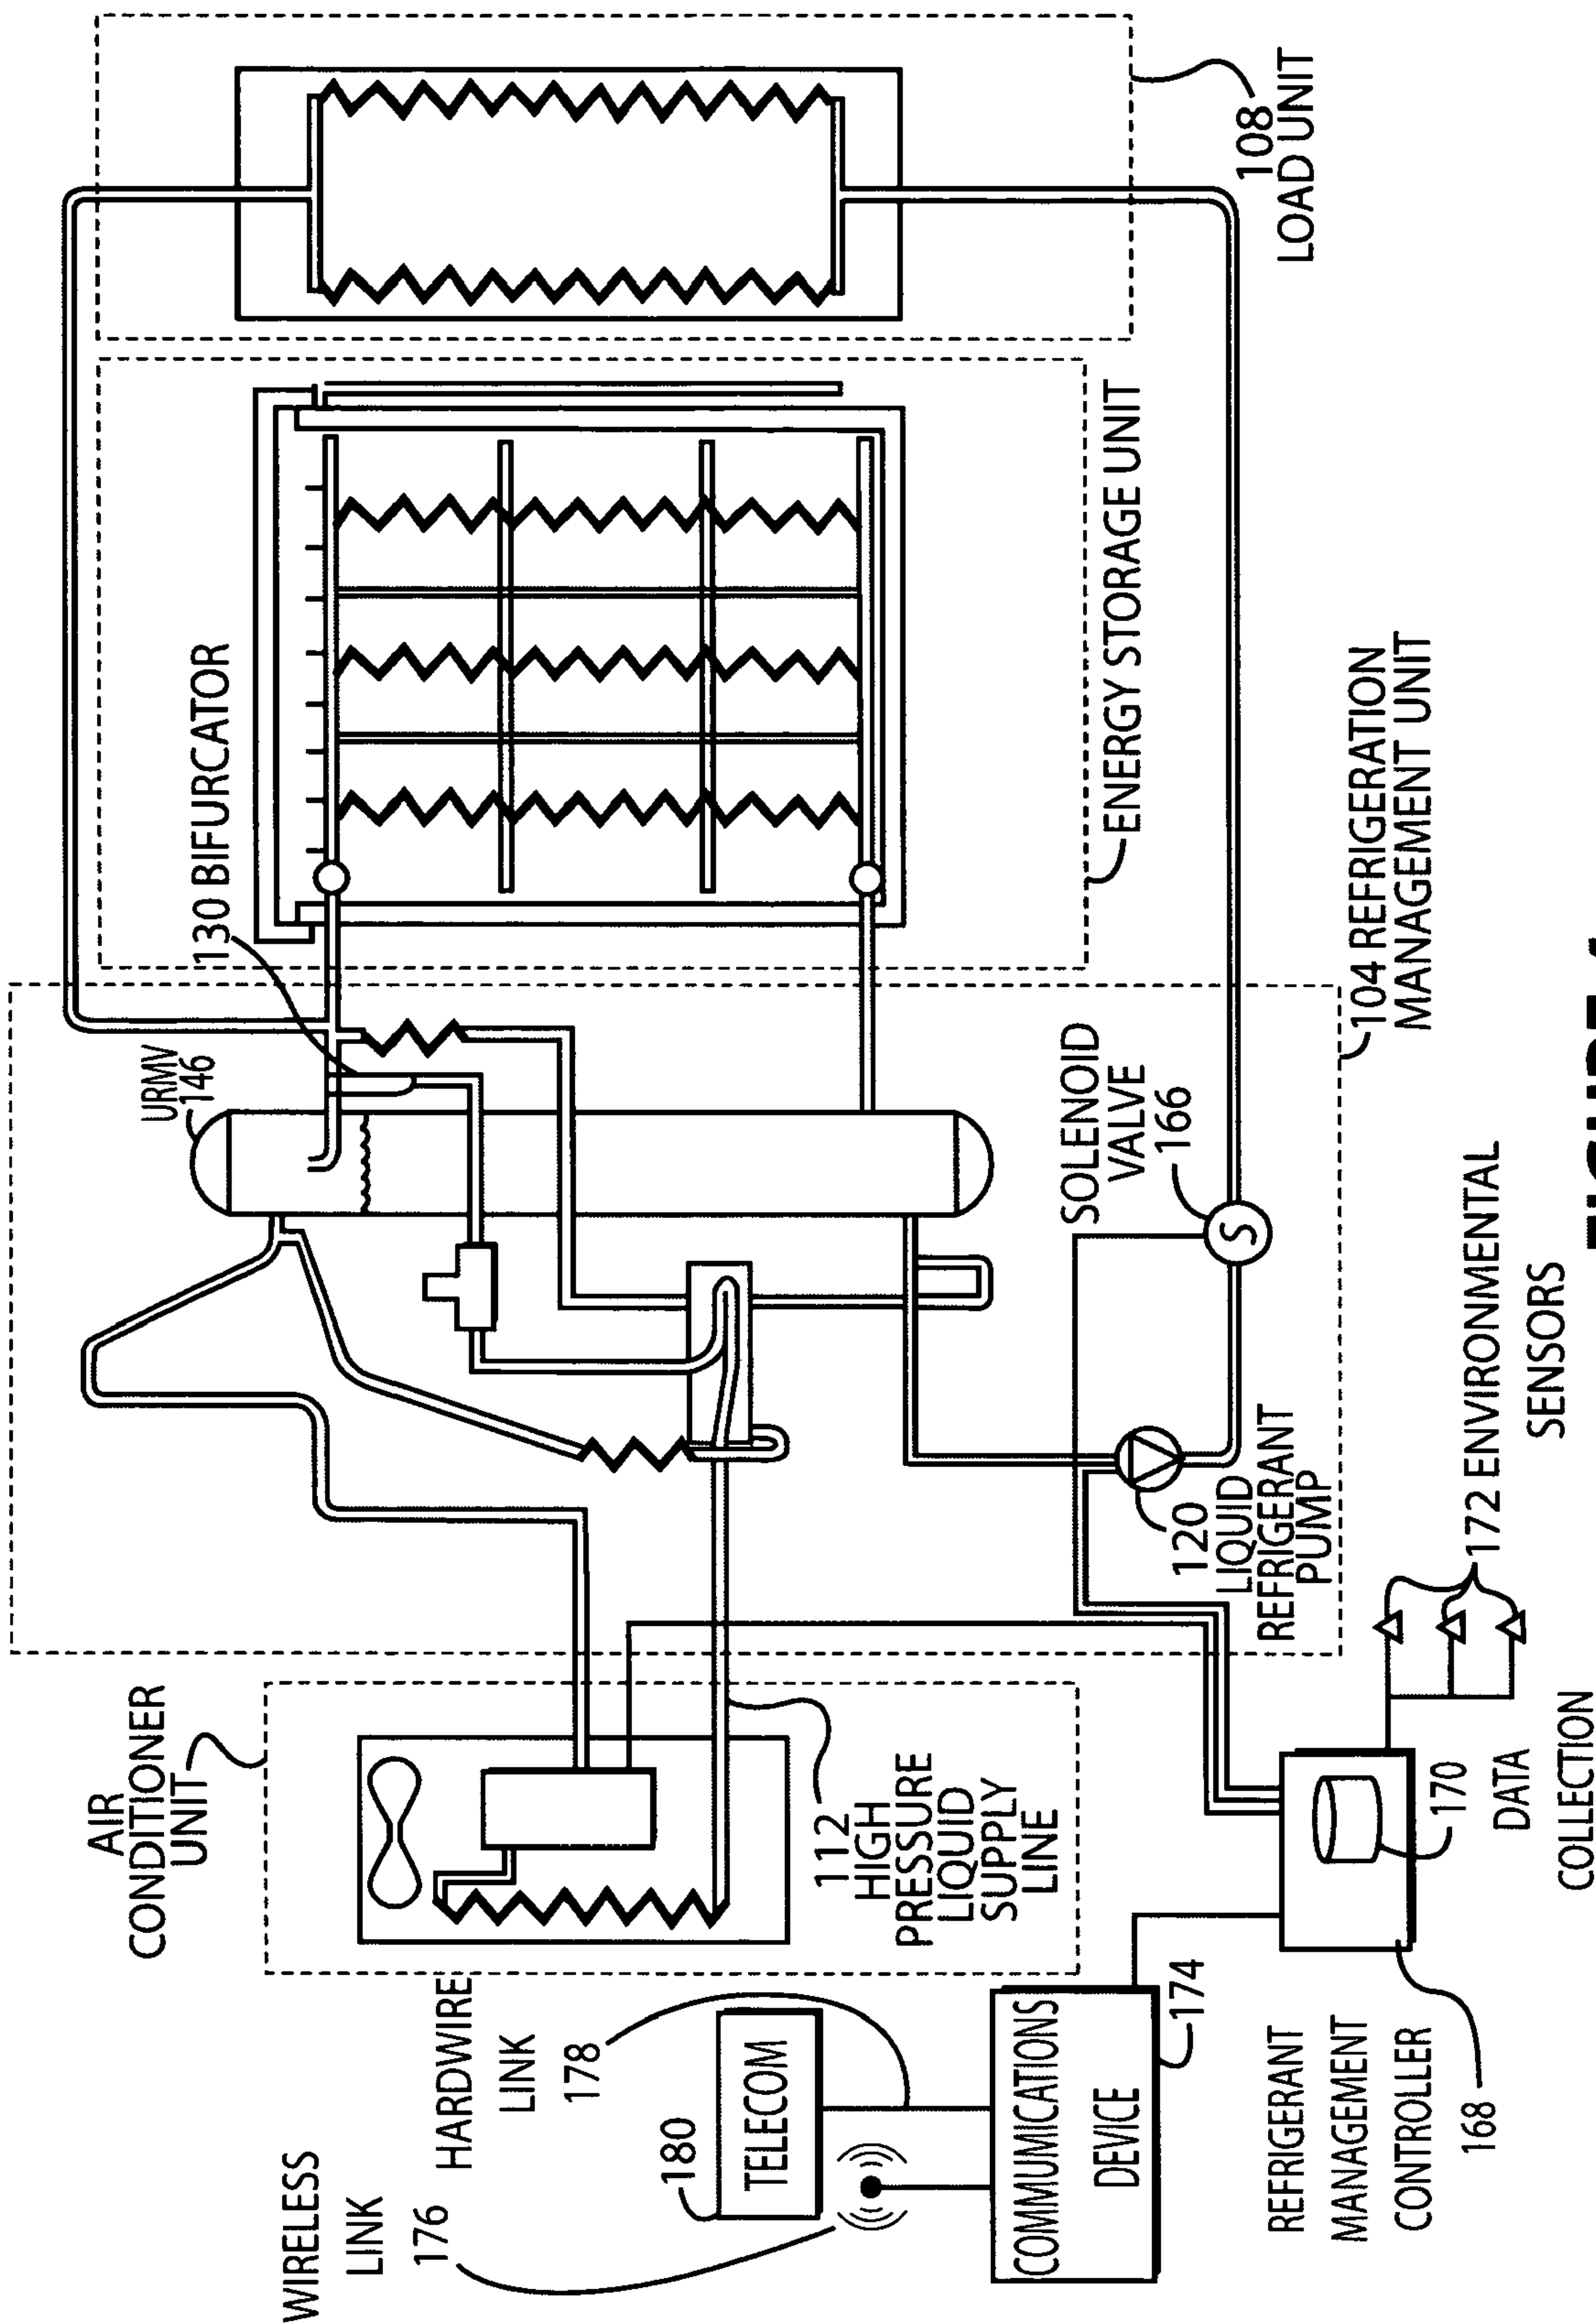 WIRELESS
LINK
176
HARDWIRE
LINK
178
180
TELECOM
COMMUMICATIONS
DEVICE
174
REFRIGERANT
MANAGEMENT
CONTROLLER
168
AIR
CONDITIONER
UNIT
112
HIGH
PRESSURE
LIQUID
SUPPLY
LINE
170
DATA
COLLECTION
172 ENVIRONMENTAL
SENSORS
120
LIQUID
REFRIGERANT
PUMP
SOLENOID
VALVE
166
S
URMV
146
130 BIFURCATOR
104 REFRIGERATION
MANAGEMENT UNIT
ENERGY STORAGE UNIT
108
LOAD UNIT